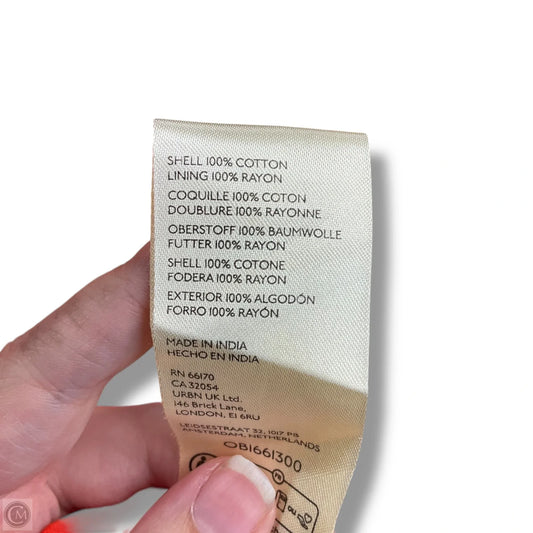 SHELL 100% COTTON
LINING 100% RAYON
COQUILLE 100% COTON
DOUBLURE 100% RAYONNE
OBERSTOFF 100% BAUMWOLLE
FUTTER 100% RAYON
SHELL 100% COTONE
FODERA 100% RAYON
EXTERIOR 100% ALGODÓN
FORRO 100% RAYÓN
MADE IN INDIA
HECHO EN INDIA
RN 66170
CA 32054
URBN UK Ltd.
146 Brick Lane,
LONDON, E1 6RU
LEIDSESTRAAT 32, 1017 PB
AMSTERDAM, NETHERLANDS
OB1661300
FR
CM